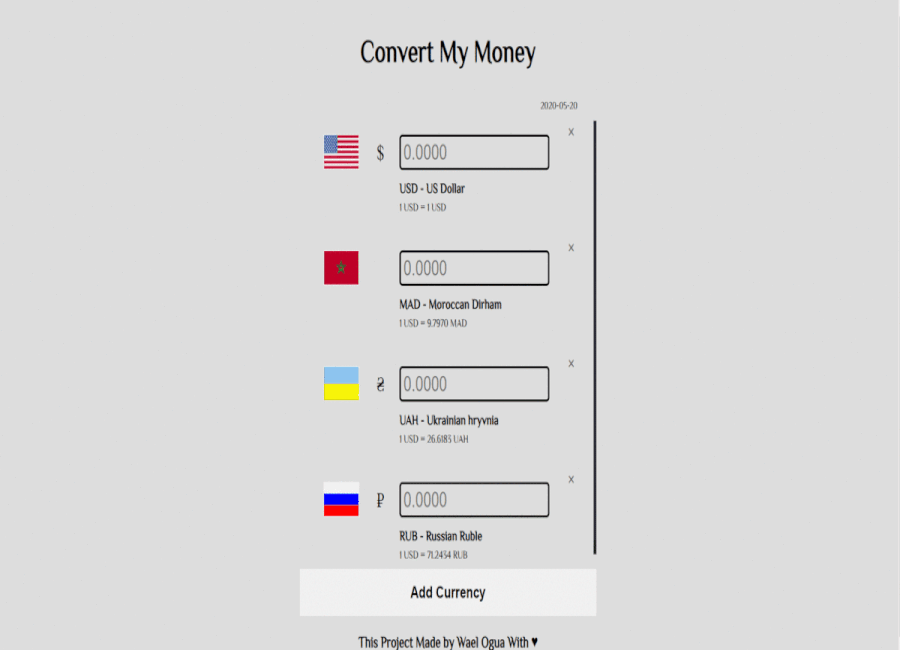 Convert My Money
2020-05-20
X
$ 0.0000
USD - US Dollar
1 USD = 1 USD
X
0.0000
MAD - Moroccan Dirham
1 USD = 9.7970 MAD
X
₴ 0.0000
UAH - Ukrainian hryvnia
1 USD = 26.6185 UAH
X
₽ 0.0000
RUB - Russian Ruble
1 USD = 71.2454 RUB
Add Currency
This Project Made by Wael Ogua With ♥